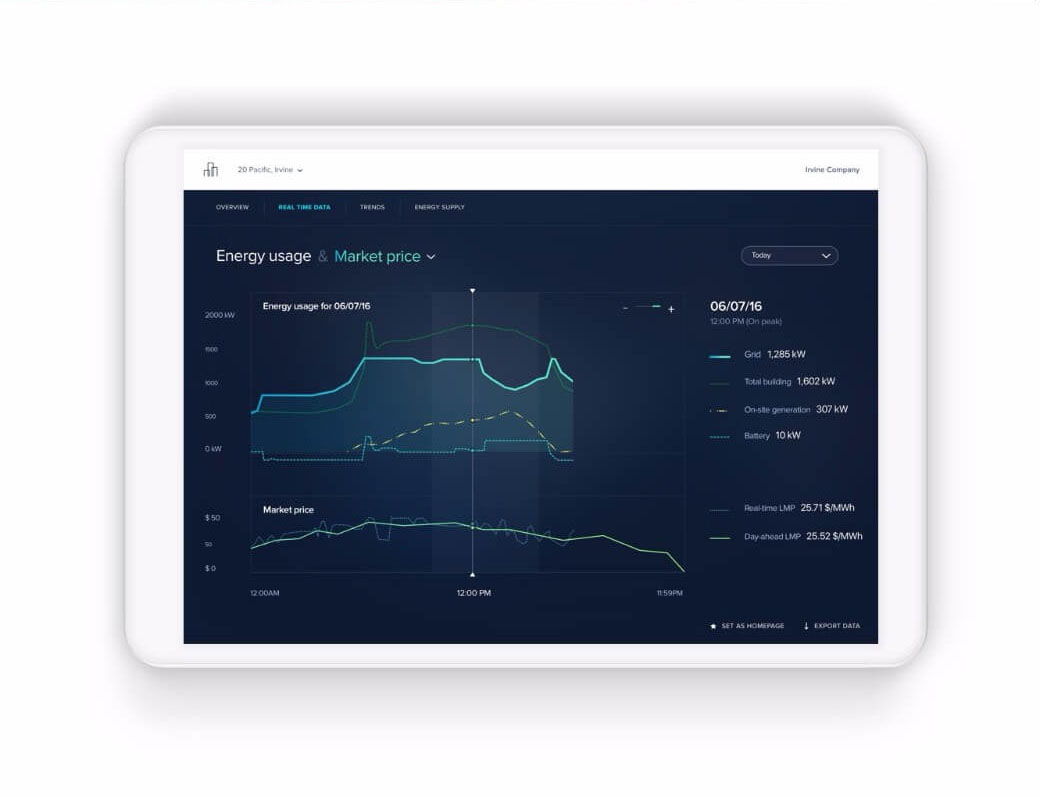 20 Pacific, Irvine
Irvine Company
OVERVIEW
REAL TIME DATA
TRENDS
ENERGY SUPPLY
Energy usage & Market price
Today
Energy usage for 06/07/16
- +
2000 kW
1500
1000
500
0 kW
06/07/16
12:00 PM (On peak)
Grid 1,285 kW
Total building 1,602 kW
On-site generation 307 kW
Battery 10 kW
Market price
$ 50
50
$ 0
Real-time LMP 25.71 $/MWh
Day-ahead LMP 25.52 $/MWh
12:00AM
12:00 PM
11:59PM
SET AS HOMEPAGE
EXPORT DATA